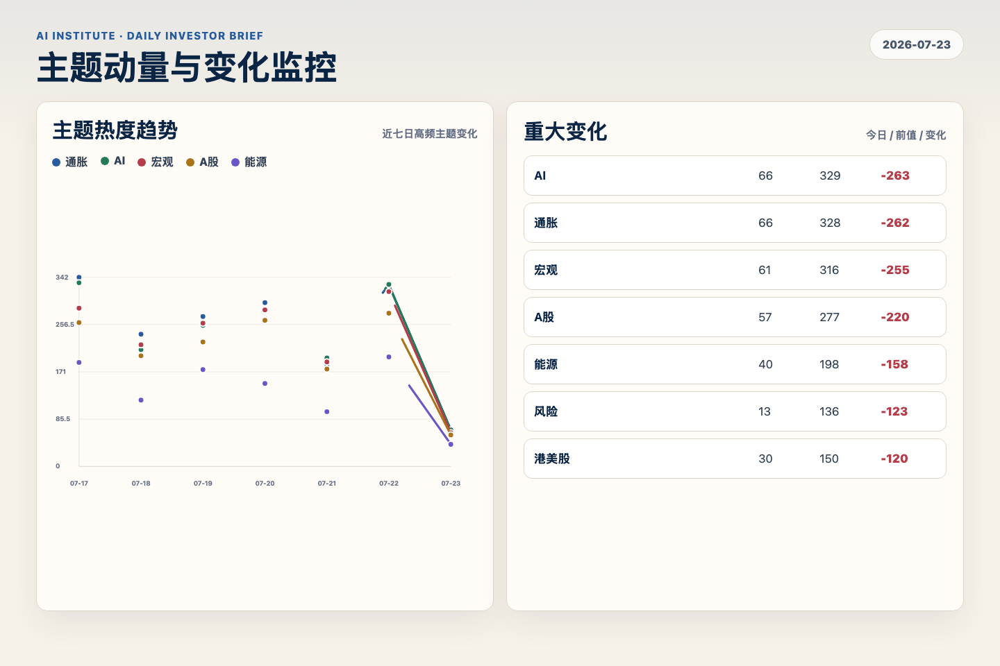 AI INSTITUTE · DAILY INVESTOR BRIEF
主题动量与变化监控
2026-07-23
主题热度趋势
近七日高频主题变化
通胀 AI 宏观 A股 能源
342
256.5
171
85.5
0
07-17 07-18 07-19 07-20 07-21 07-22 07-23
重大变化
今日 / 前值 / 变化
AI 66 329 -263
通胀 66 328 -262
宏观 61 316 -255
A股 57 277 -220
能源 40 198 -158
风险 13 136 -123
港美股 30 150 -120